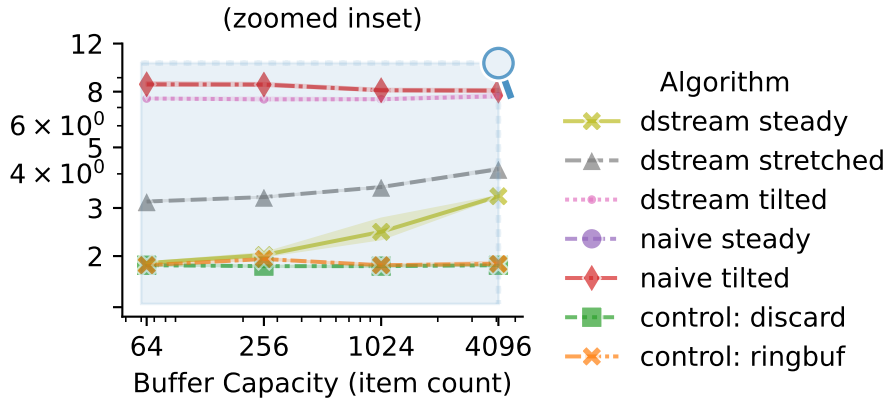 (zoomed inset)
12
8
6 × 10⁰
5
4 × 10⁰
3
2
64 256 1024 4096
Buffer Capacity (item count)
Algorithm
dstream steady
dstream stretched
dstream tilted
naive steady
naive tilted
control: discard
control: ringbuf